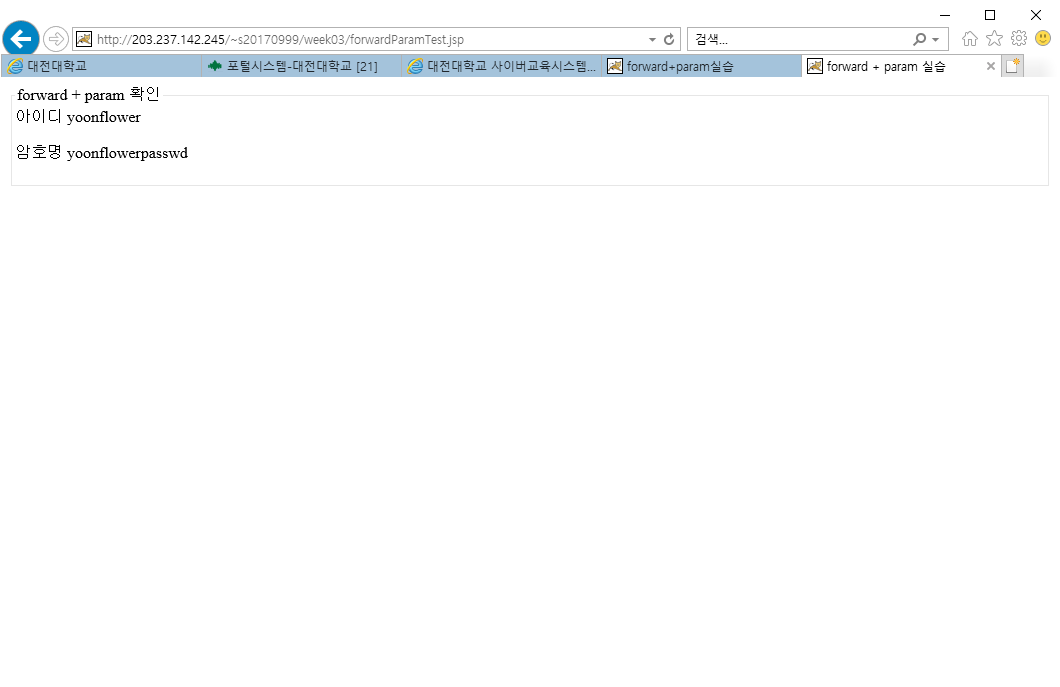 http://203.237.142.245/~s20170999/week03/forwardParamTest.jsp
검색...
대전대학교
포털시스템-대전대학교 [21]
대전대학교 사이버교육시스템...
forward+param실습
forward + param 실습
forward + param 확인
아이디 yoonflower
암호명 yoonflowerpasswd